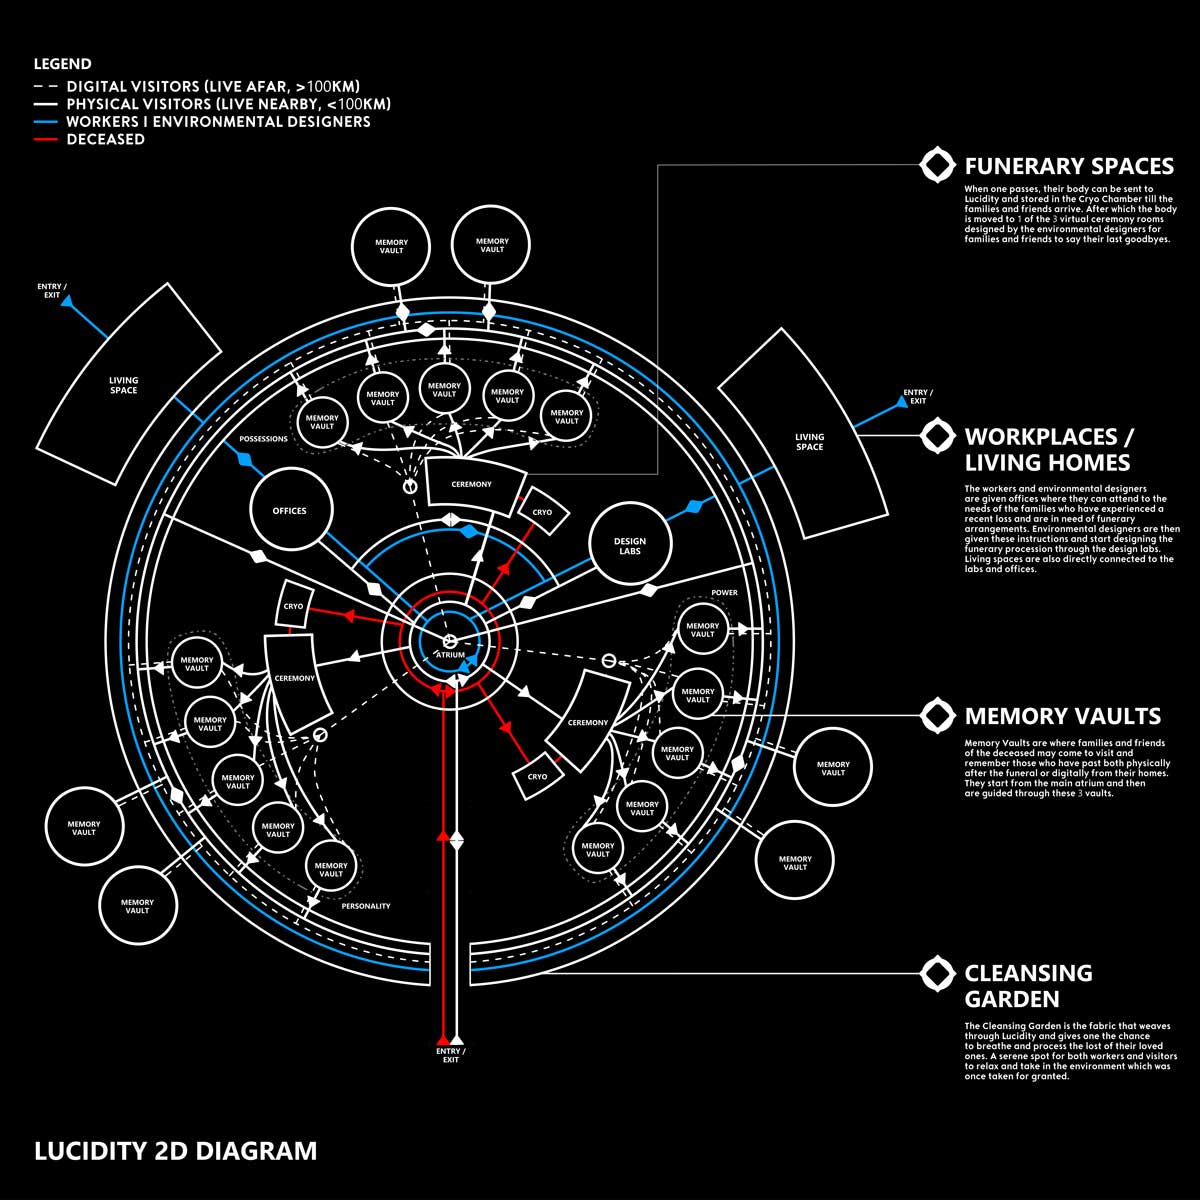 LEGEND
DIGITAL VISITORS (LIVE AFAR, >100KM)
PHYSICAL VISITORS (LIVE NEARBY, <100KM)
WORKERS I ENVIRONMENTAL DESIGNERS
DECEASED
FUNERARY SPACES
When one passes, their body can be sent to
Lucidity and stored in the Cryo Chamber till the
families and friends arrive. After which the body
is moved to 1 of the 3 virtual ceremony rooms
designed by the environmental designers for
families and friends to say their last goodbyes.
MEMORY
VAULT
MEMORY
VAULT
ENTRY /
EXIT
LIVING
SPACE
MEMORY
VAULT
MEMORY
VAULT
MEMORY
VAULT
MEMORY
VAULT
MEMORY
VAULT
POSSESSIONS
ENTRY /
EXIT
LIVING
SPACE
WORKPLACES /
LIVING HOMES
The workers and environmental designers
are given offices where they can attend to the
needs of the families who have experienced a
recent loss and are in need of funerary
arrangements. Environmental designers are then
given these instructions and start designing the
funerary procession through the design labs.
Living spaces are also directly connected to the
labs and offices.
CEREMONY
OFFICES
CRYO
DESIGN
LABS
CRYO
POWER
MEMORY
VAULT
ATRIUM
MEMORY
VAULT
CEREMONY
MEMORY
VAULT
MEMORY
VAULT
CEREMONY
MEMORY
VAULT
MEMORY
VAULT
CRYO
MEMORY
VAULT
MEMORY
VAULT
MEMORY
VAULT
MEMORY
VAULT
MEMORY
VAULT
MEMORY
VAULT
MEMORY
VAULT
MEMORY
VAULT
MEMORY
VAULT
MEMORY
VAULT
PERSONALITY
MEMORY VAULTS
Memory Vaults are where families and friends
of the deceased may come to visit and
remember those who have past both physically
after the funeral or digitally from their homes.
They start from the main atrium and then
are guided through these 3 vaults.
CLEANSING
GARDEN
The Cleansing Garden is the fabric that weaves
through Lucidity and gives one the chance
to breathe and process the lost of their loved
ones. A serene spot for both workers and visitors
to relax and take in the environment which was
once taken for granted.
ENTRY /
EXIT
LUCIDITY 2D DIAGRAM